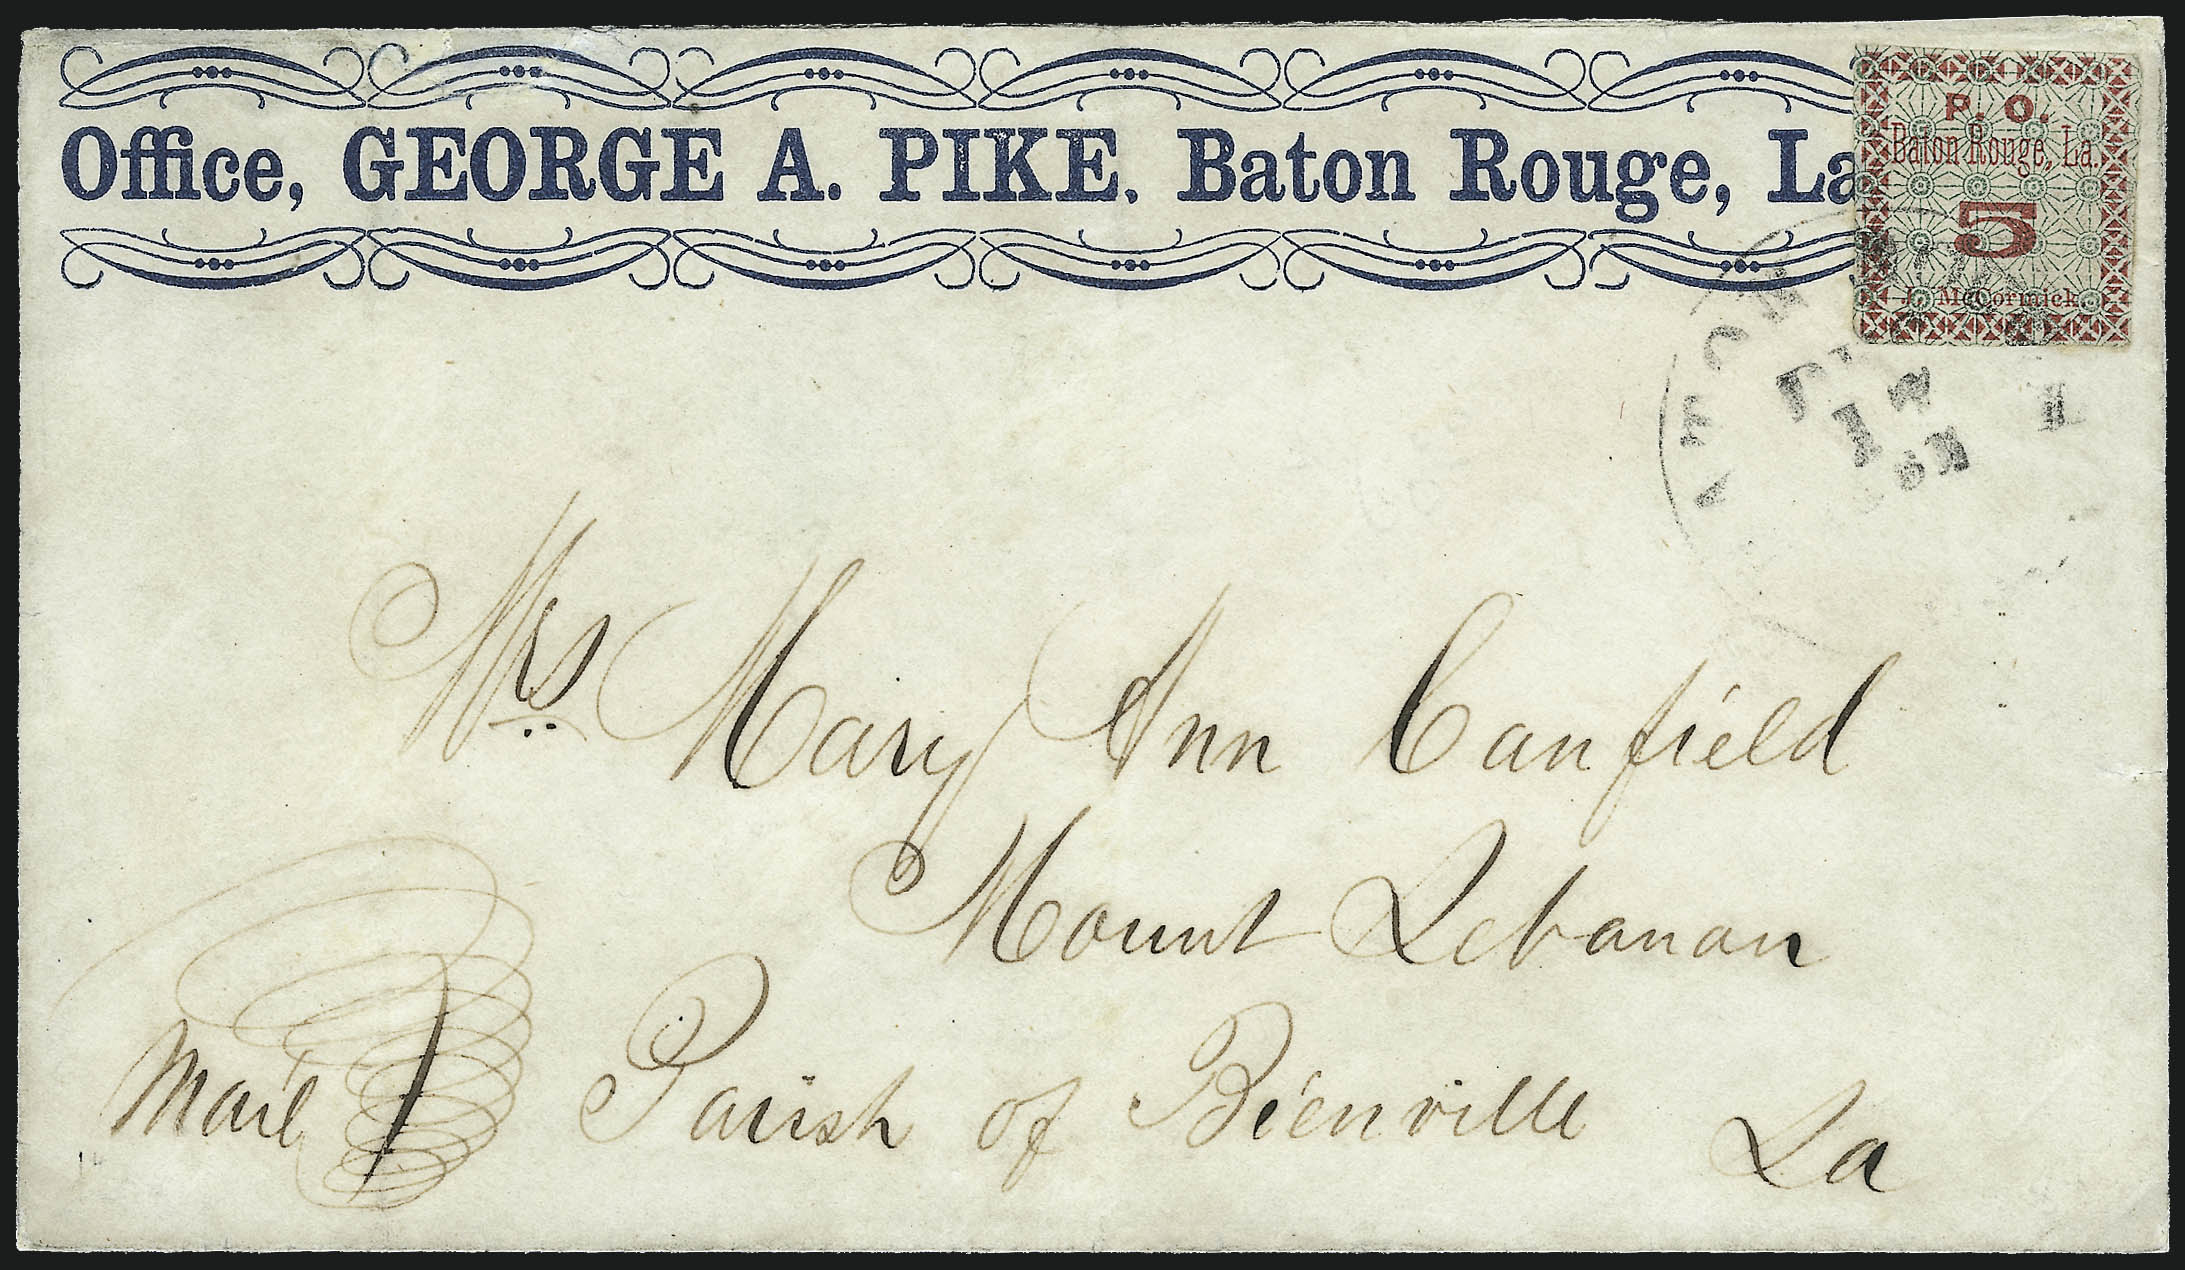 Office, GEORGE A. PIKE. Baton Rouge, La
P. O.
Baton Rouge, La.
5
J. McCormick.
17
Mrs Mary Ann Canfield
Mount Lebanan
Mail Parish of Bienville La